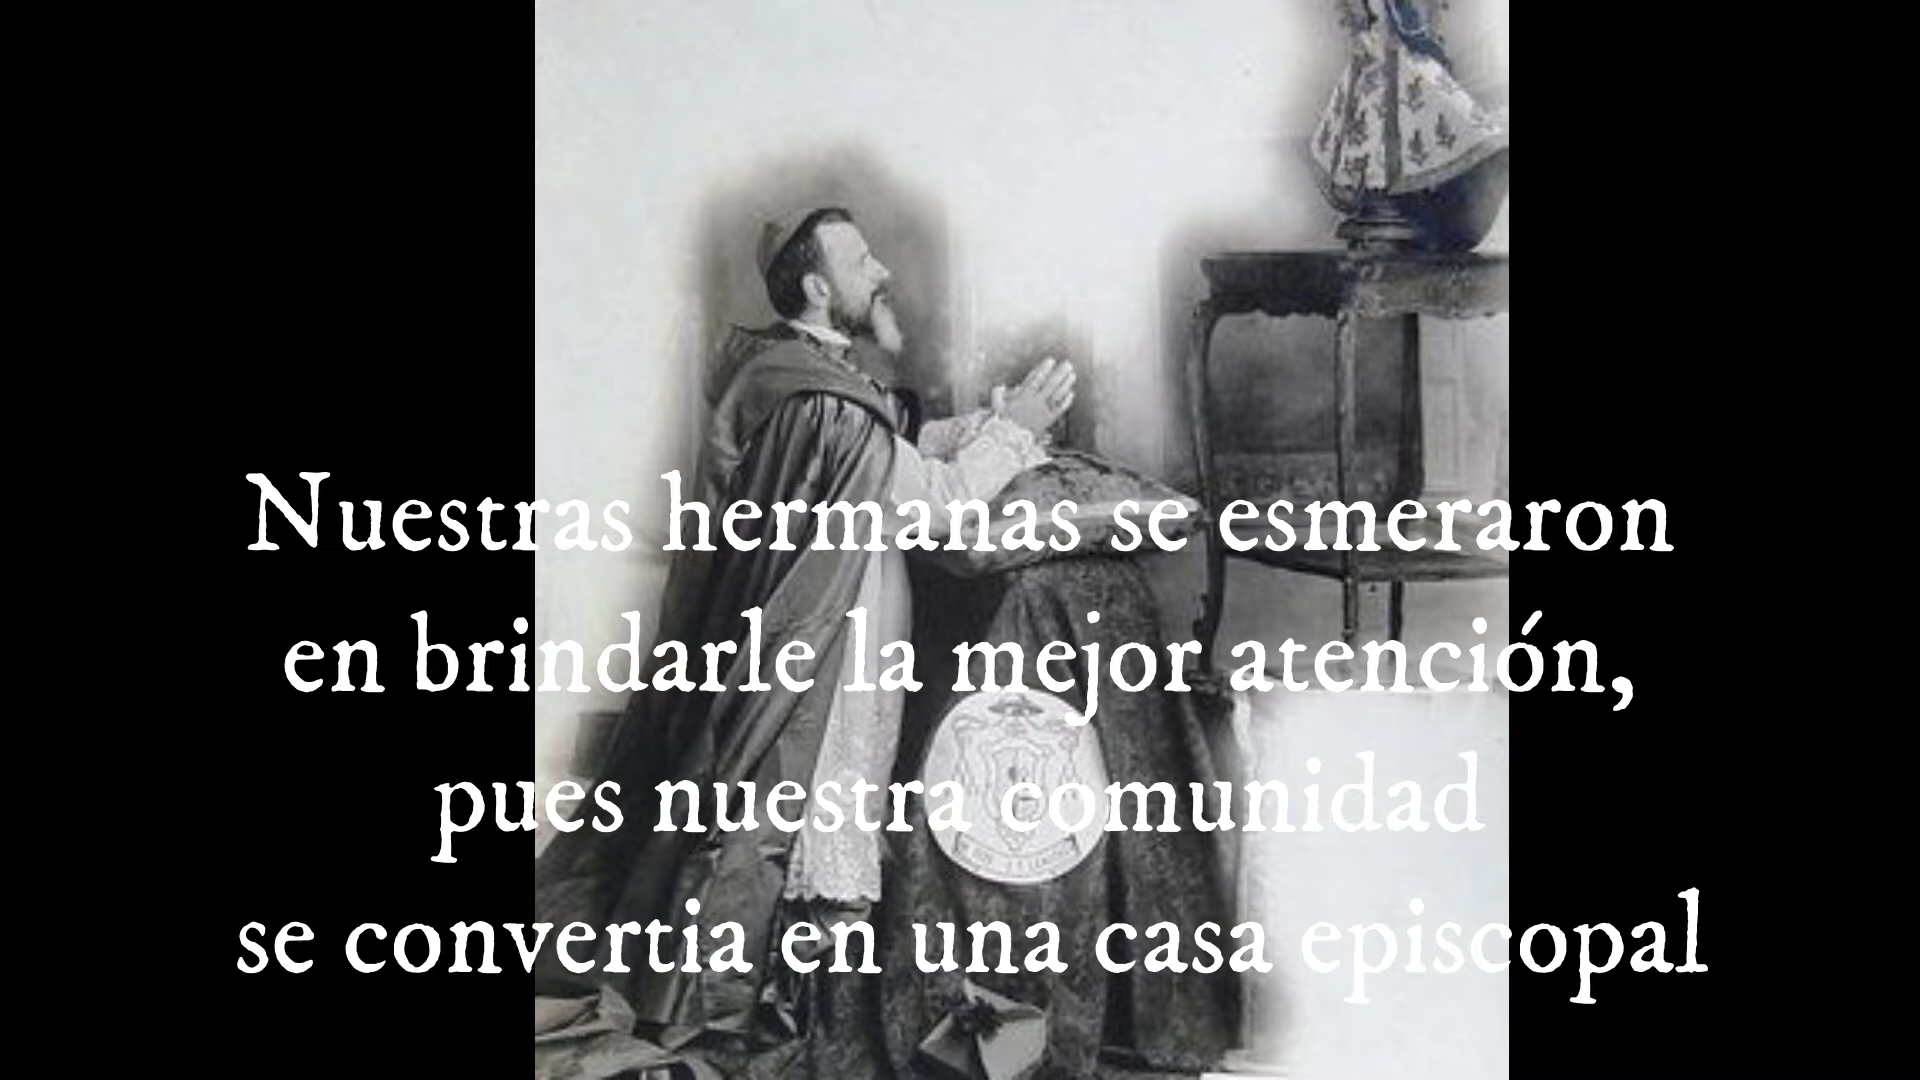 Nuestras hermanas se esmeraron
en brindarle la mejor atención,
pues nuestra comunidad
se convertia en una casa episcopal